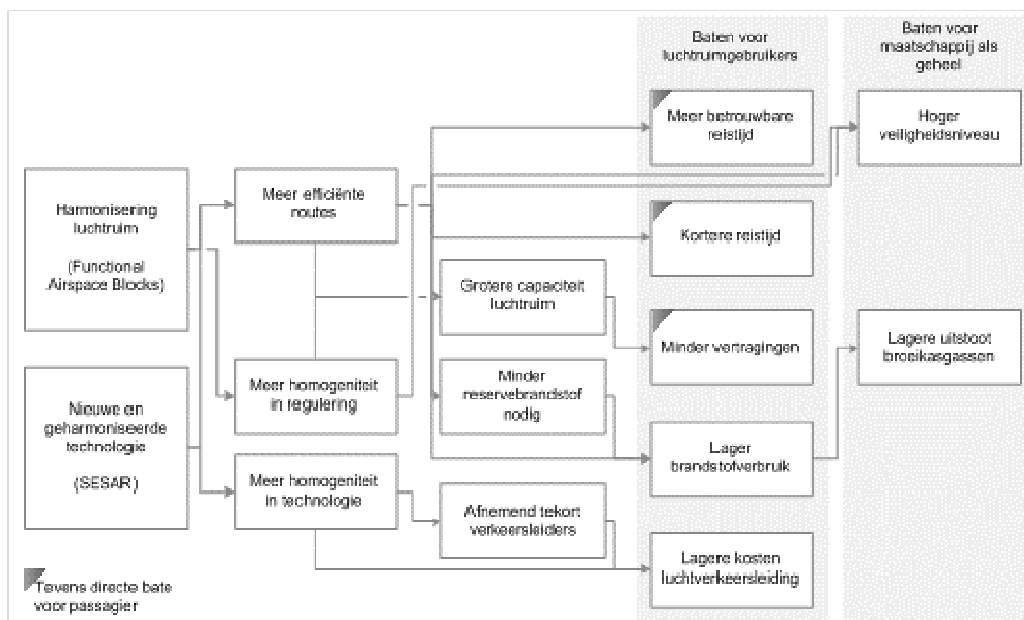 Baten voor
luchtruimgebruikers
Baten voor
maatschappij als
geheel
Harmonisering
luchtruim
(Functional
Airspace Blocks)
Nieuwe en
geharmoniseerde
technologie
(SESAR)
Meer efficiënte
routes
Meer homogeniteit
in regulering
Meer homogeniteit
in technologie
Grotere capaciteit
luchtruim
Minder
reservebrandstof
nodig
Afnemend tekort
verkeersleiders
Meer betrouwbare
reistijd
Kortere reistijd
Minder vertragingen
Lager
brandstofverbruik
Lagere kosten
luchtverkeersleiding
Hoger
veiligheidsniveau
Lagere uitstoot
broeikasgassen
Tevens directe bate
voor passagier